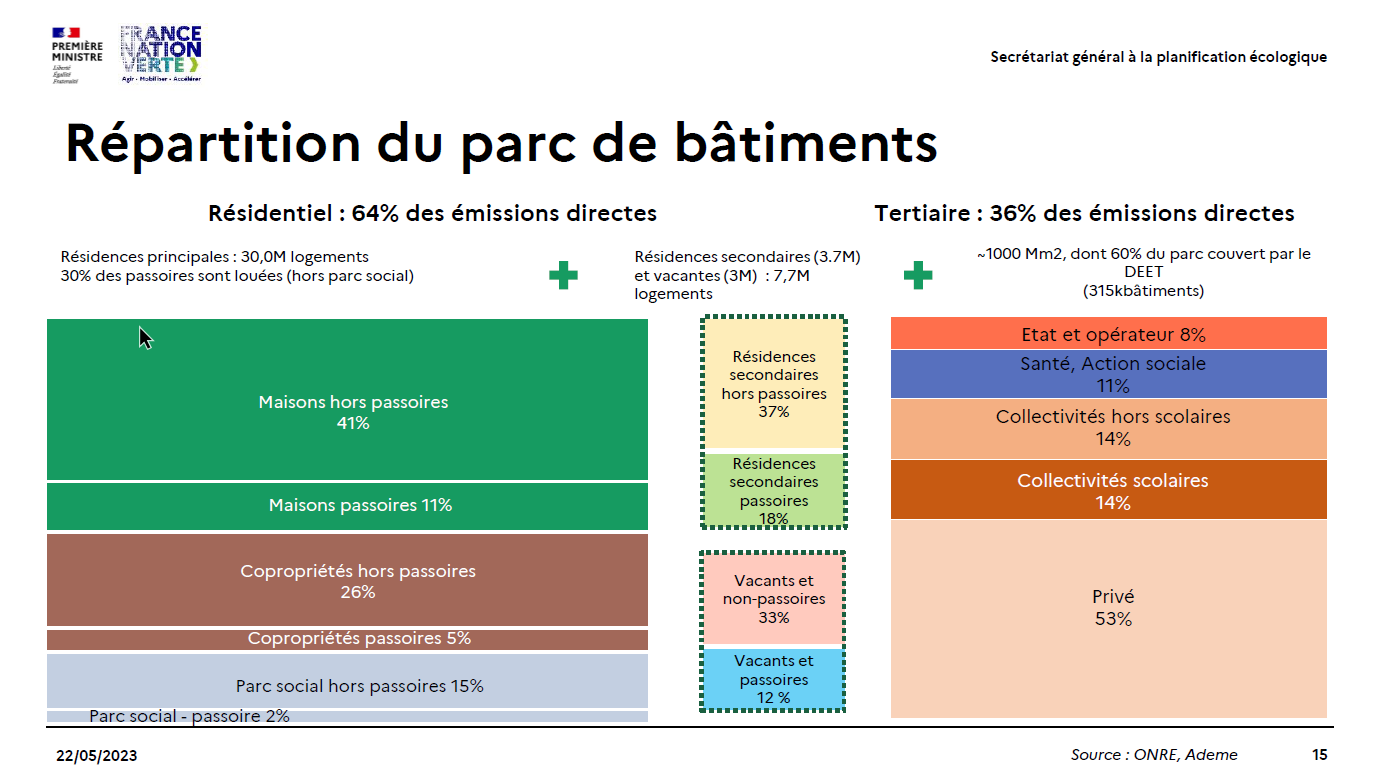 PREMIÈRE
MINISTRE
Liberté
Égalité
Fraternité
FRANCE
NATION
VERTE
Agir • Mobiliser • Accélérer
Secrétariat général à la planification écologique
Répartition du parc de bâtiments
Résidentiel : 64% des émissions directes
Tertiaire : 36% des émissions directes
Résidences principales : 30,0M logements
30% des passoires sont louées (hors parc social)
Résidences secondaires (3.7M)
et vacantes (3M) : 7,7M
logements
~1000 Mm2, dont 60% du parc couvert par le
DEET
(315kbâtiments)
Maisons hors passoires
41%
Maisons passoires 11%
Copropriétés hors passoires
26%
Copropriétés passoires 5%
Parc social hors passoires 15%
Parc social - passoire 2%
Résidences
secondaires
hors passoires
37%
Résidences
secondaires
passoires
18%
Vacants et
non-passoires
33%
Vacants et
passoires
12 %
Etat et opérateur 8%
Santé, Action sociale
11%
Collectivités hors scolaires
14%
Collectivités scolaires
14%
Privé
53%
22/05/2023
Source : ONRE, Ademe
15